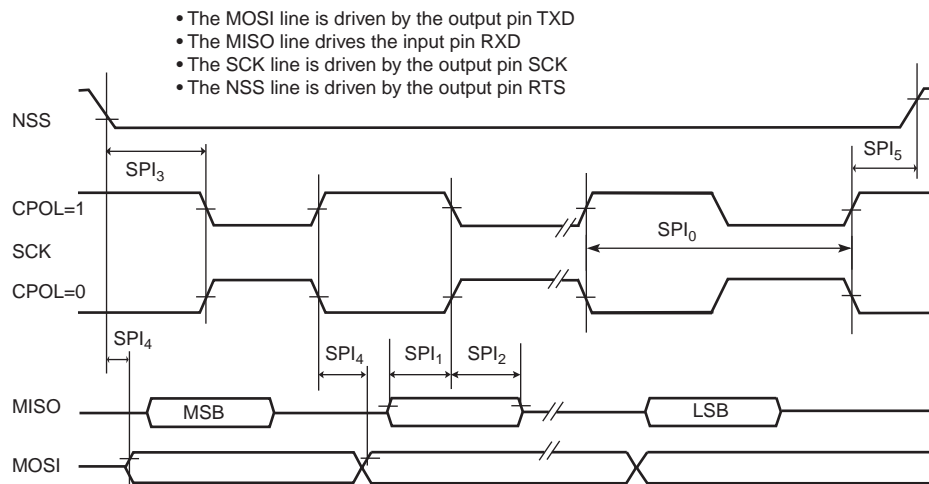 • The MOSI line is driven by the output pin TXD
• The MISO line drives the input pin RXD
• The SCK line is driven by the output pin SCK
• The NSS line is driven by the output pin RTS
NSS
SPI3
SPI5
CPOL=1
SCK
SPI0
CPOL=0
SPI4
SPI4
SPI1
SPI2
MISO
MSB
LSB
MOSI